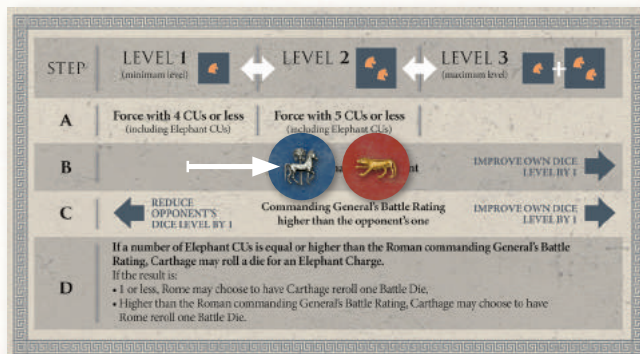 STEP
LEVEL 1
(minimum level)
LEVEL 2
LEVEL 3
(maximum level)
A
Force with 4 CUs or less
(including Elephant CUs)
Force with 5 CUs or less
(including Elephant CUs)
B
IMPROVE OWN DICE
LEVEL BY 1
C
REDUCE
OPPONENT'S
DICE LEVEL BY 1
Commanding General's Battle Rating
higher than the opponent's one
IMPROVE OWN DICE
LEVEL BY 1
D
If a number of Elephant CUs is equal or higher than the Roman commanding General's Battle
Rating, Carthage may roll a die for an Elephant Charge.
If the result is:
• 1 or less, Rome may choose to have Carthage reroll one Battle Die,
• Higher than the Roman commanding General's Battle Rating, Carthage may choose to have
Rome reroll one Battle Die.